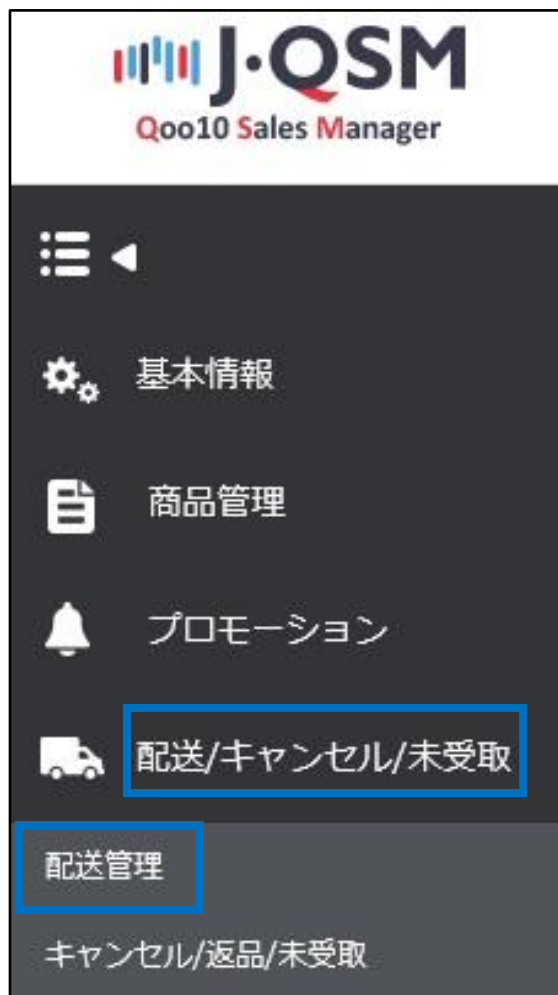 J·QSM
Qoo10 Sales Manager
基本情報
商品管理
プロモーション
配送/キャンセル/未受取
配送管理
キャンセル/返品/未受取